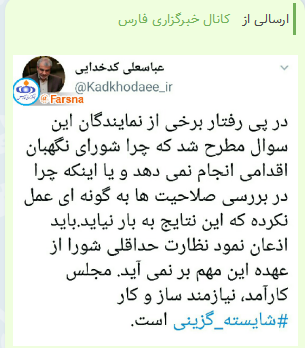 ارسالی از کانال خبرگزاری فارس
عباسعلی کدخدایی
@Kadkhodaee_ir
@Farsna
در پی رفتار برخی از نمایندگان این
سوال مطرح شد که چرا شورای نگهبان
اقدامی انجام نمی دهد و یا اینکه چرا
در بررسی صلاحیت ها به گونه ای عمل
نکرده که این نتایج به بار نیاید.باید
اذعان نمود نظارت حداقلی شورا از
عهده این مهم بر نمی آید. مجلس
کارآمد، نیازمند ساز و کار
#شایسته_گزینی است.